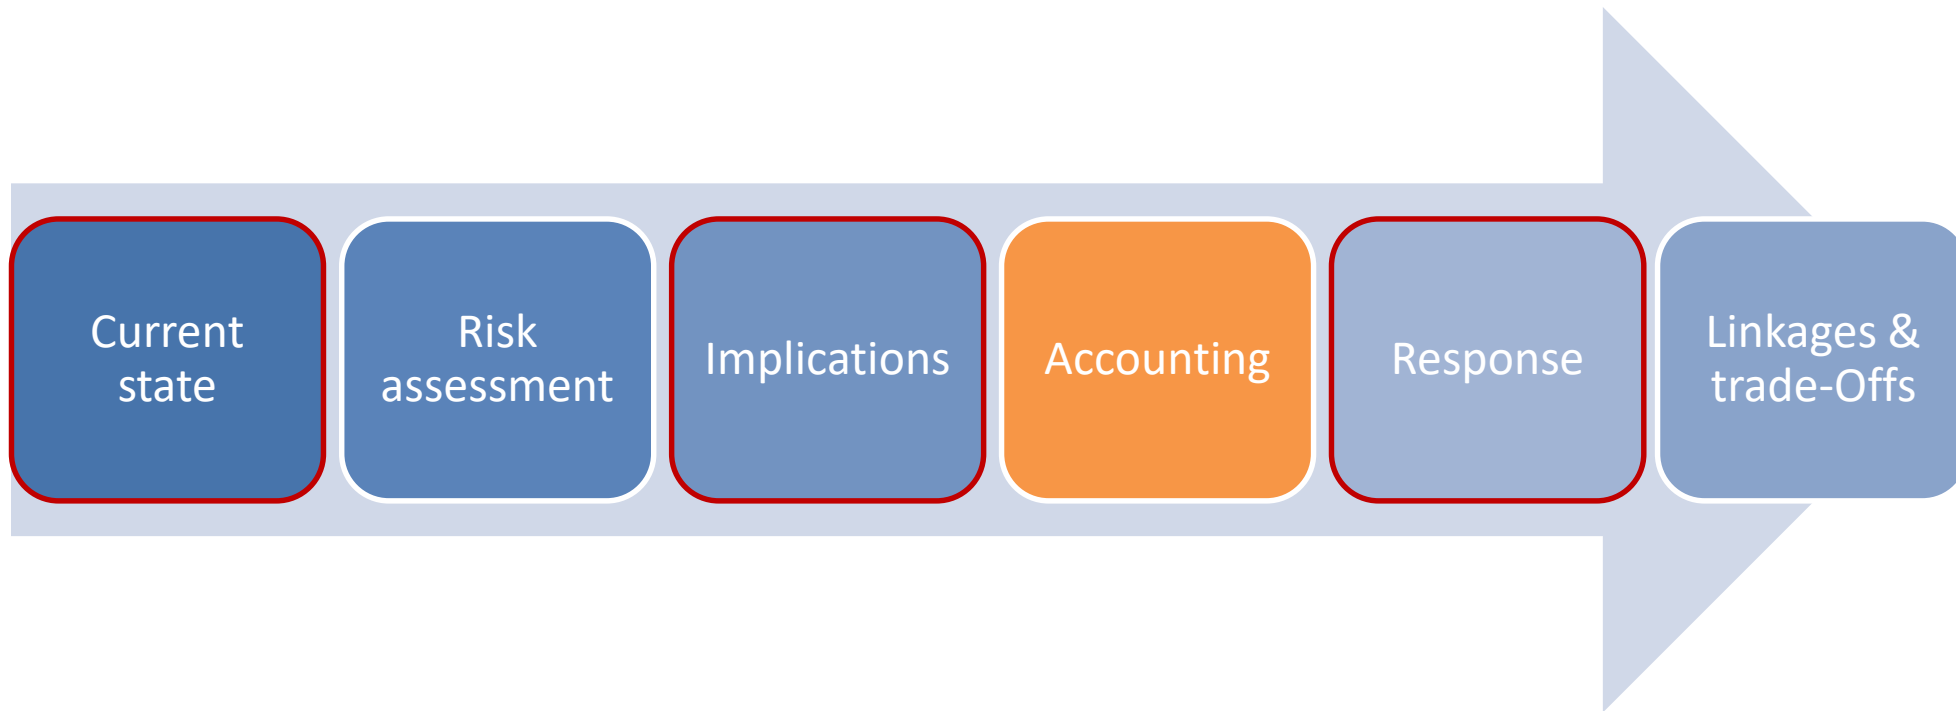 Current
state
Risk
assessment
Implications
Accounting
Response
Linkages &
trade-Offs